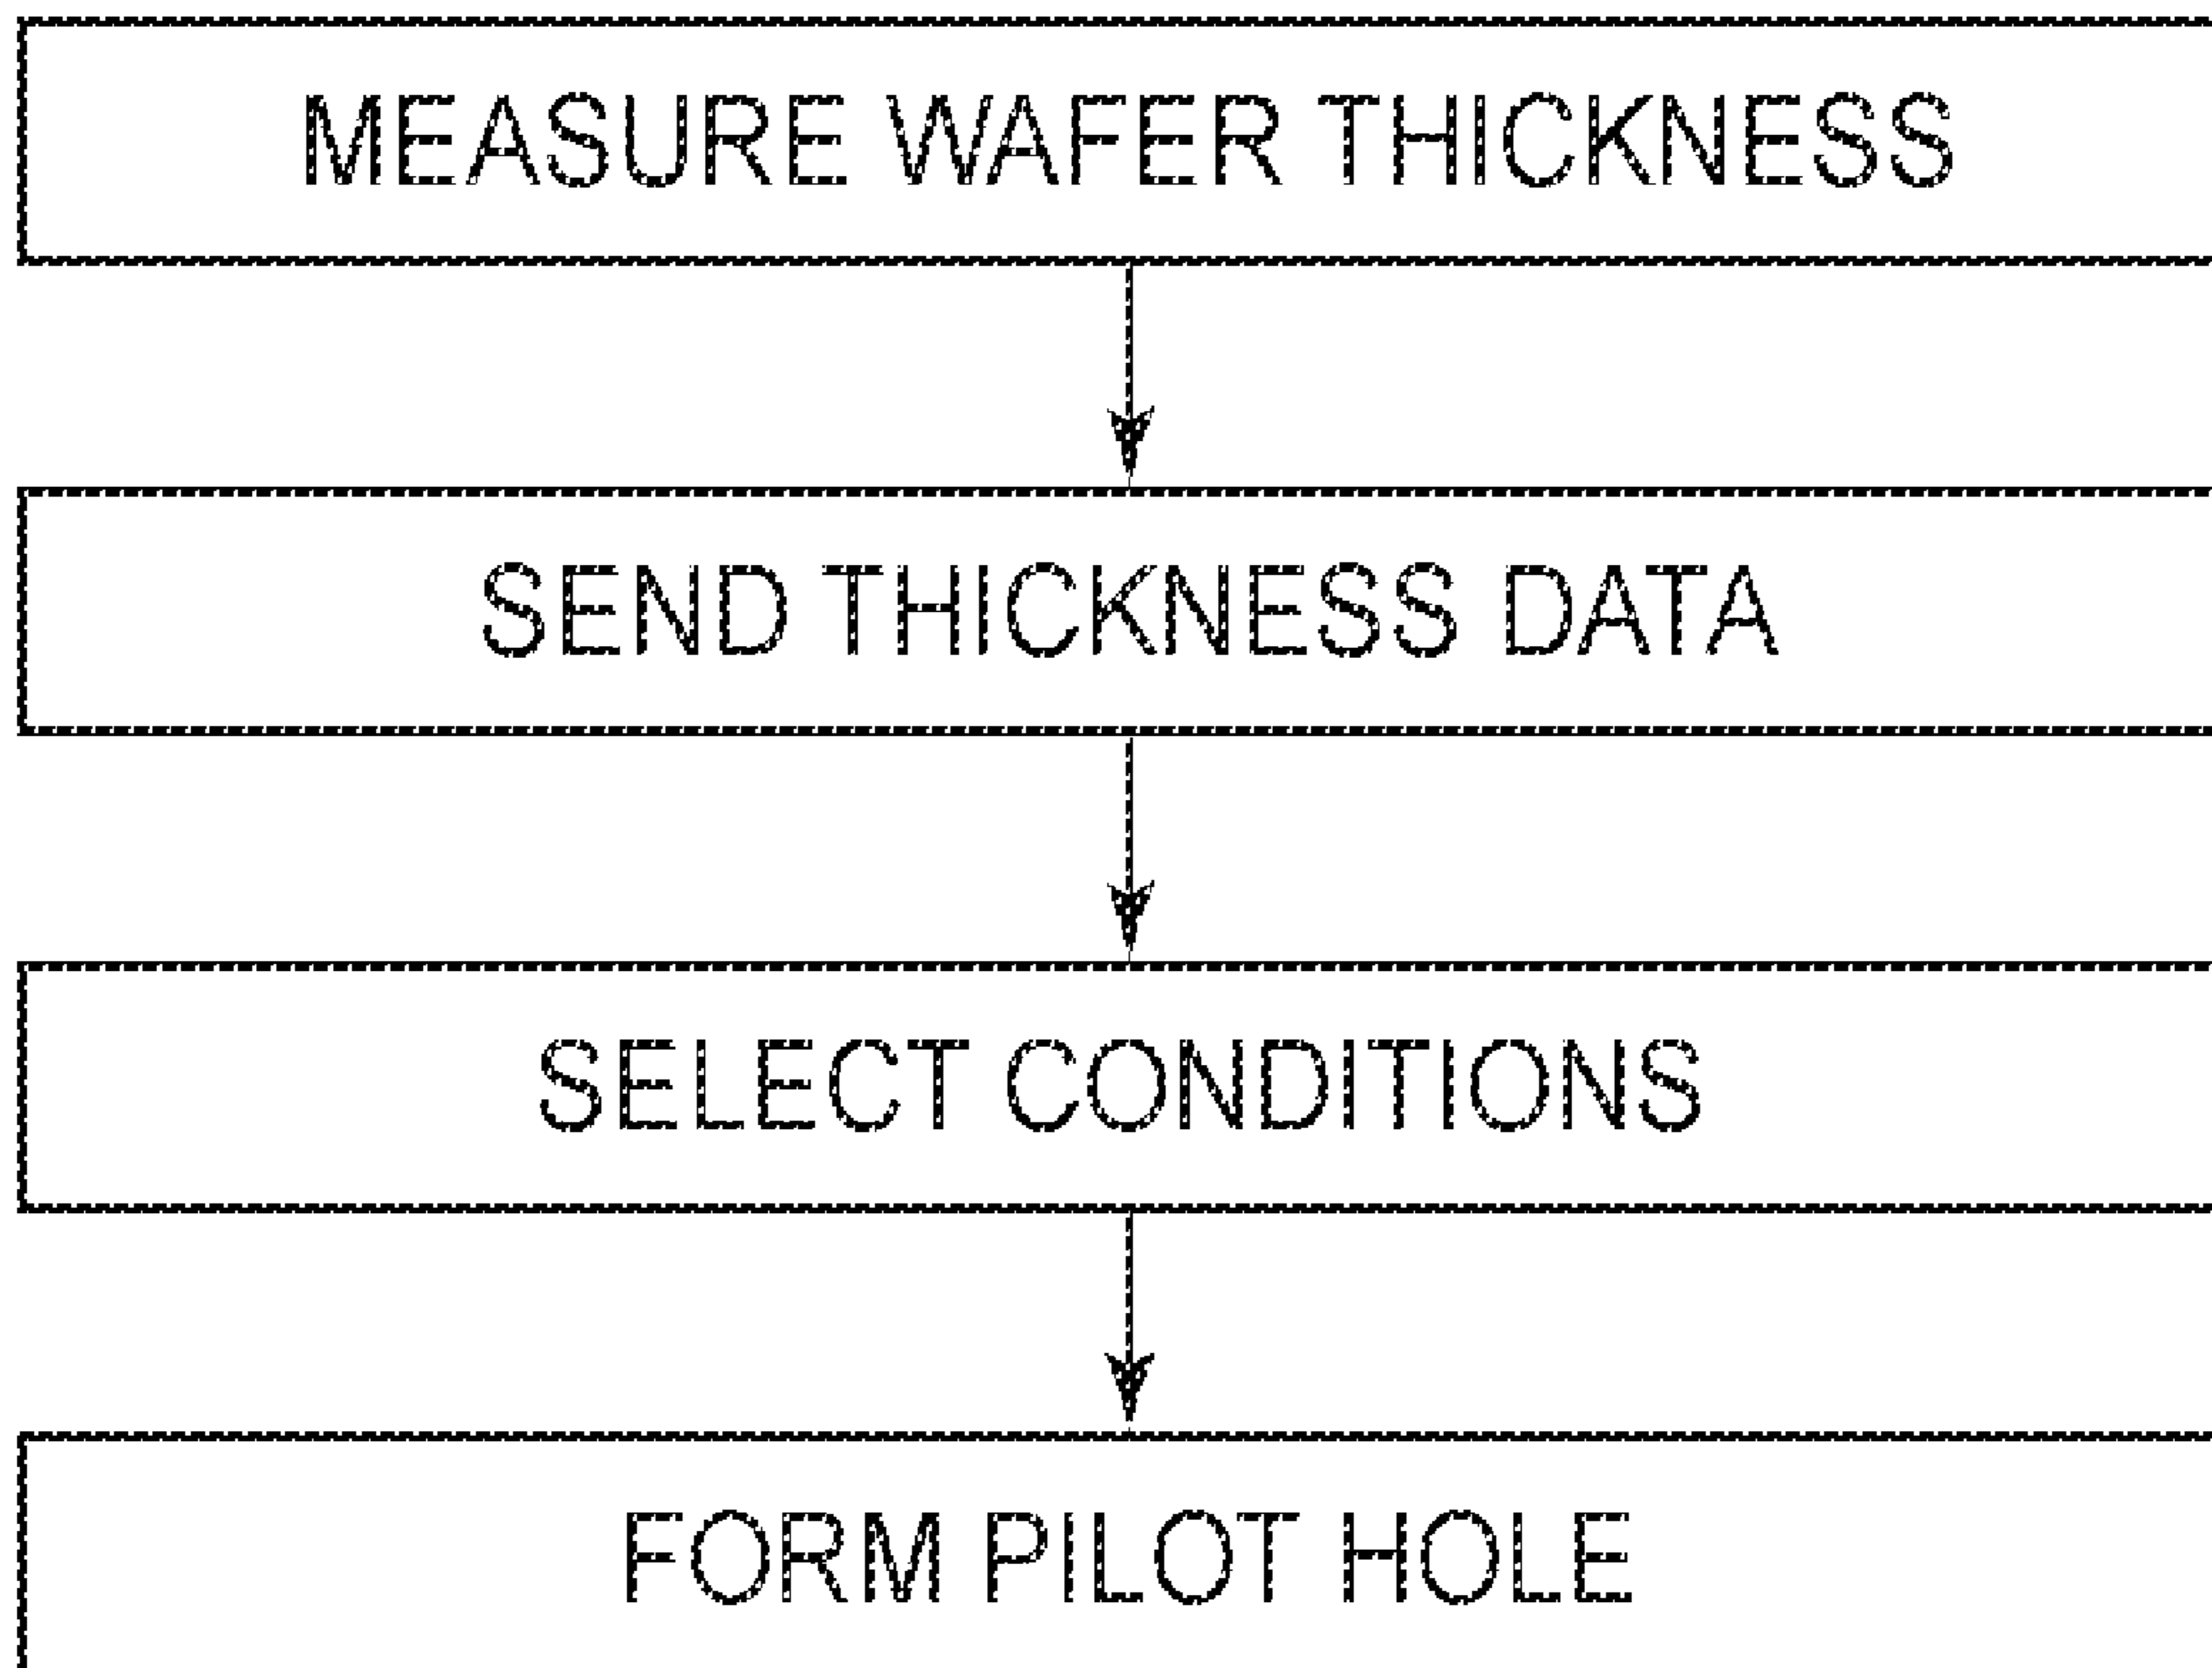 MEASURE WAFER THICKNESS
SEND THICKNESS DATA
SELECT CONDITIONS
FORM PILOT HOLE